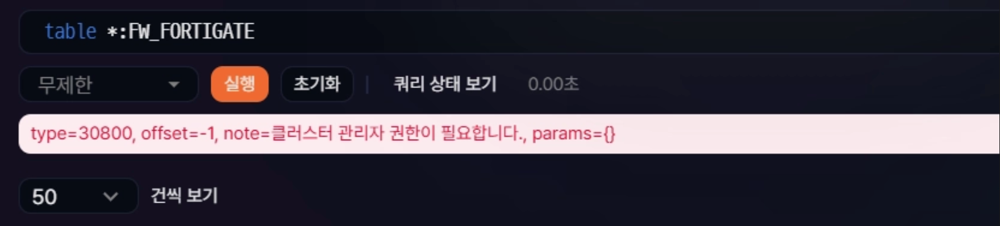 table *:FW_FORTIGATE
무제한 실행 초기화 쿼리 상태 보기 0.00초
type=30800, offset=-1, note=클러스터 관리자 권한이 필요합니다., params={}
50 건씩 보기